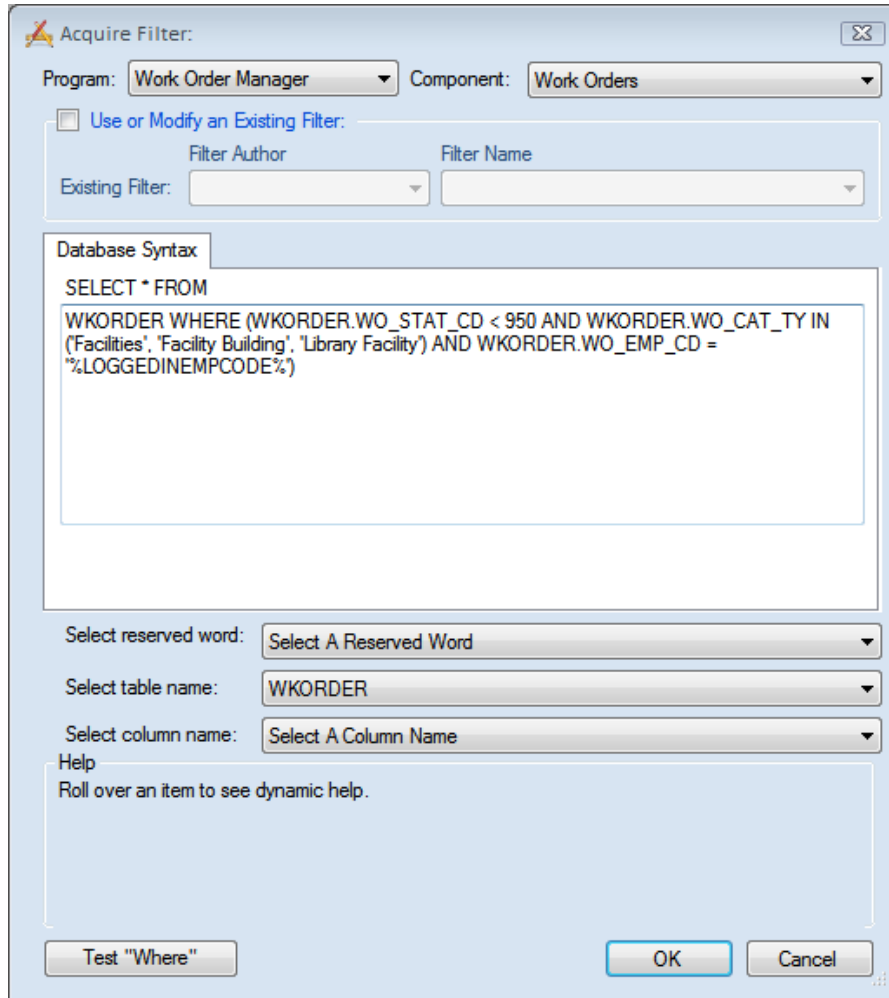 Acquire Filter:
Program: Work Order Manager Component: Work Orders
Use or Modify an Existing Filter:
Filter Author Filter Name
Existing Filter:
Database Syntax
SELECT * FROM
WKORDER WHERE (WKORDER.WO_STAT_CD < 950 AND WKORDER.WO_CAT_TY IN
('Facilities', 'Facility Building', 'Library Facility') AND WKORDER.WO_EMP_CD =
'%LOGGEDINEMPCODE%')
Select reserved word: Select A Reserved Word
Select table name: WKORDER
Select column name: Select A Column Name
Help
Roll over an item to see dynamic help.
Test "Where" OK Cancel